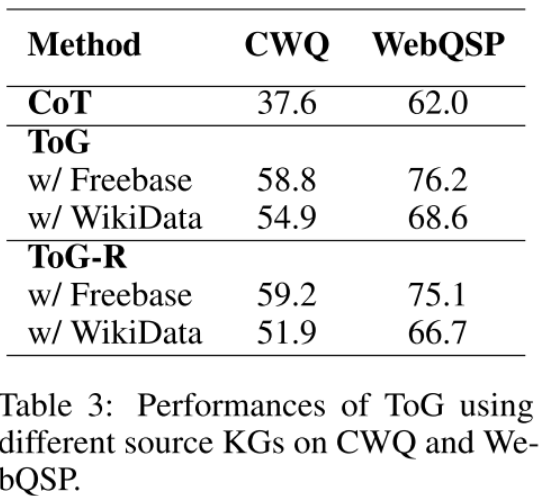 Method CWQ WebQSP
CoT 37.6 62.0
ToG
w/ Freebase 58.8 76.2
w/ WikiData 54.9 68.6
ToG-R
w/ Freebase 59.2 75.1
w/ WikiData 51.9 66.7
Table 3: Performances of ToG using
different source KGs on CWQ and We-
bQSP.